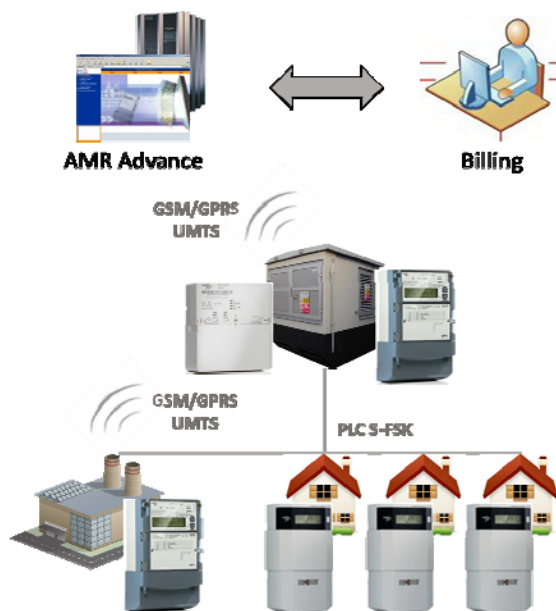 AMR Advance
Billing
GSM/GPRS
UMTS
GSM/GPRS
UMTS
PLC S-FSK